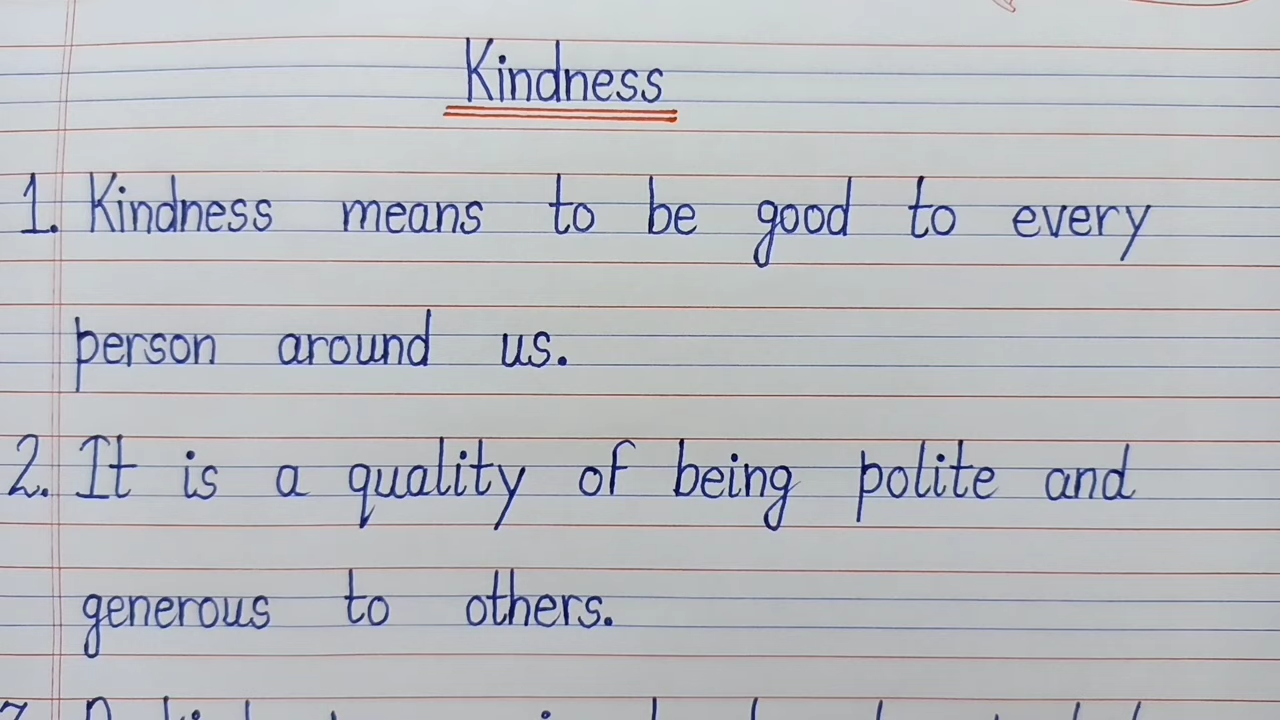 Kindness
1. Kindness means to be good to every
person around us.
2. It is a quality of being polite and
generous to others.